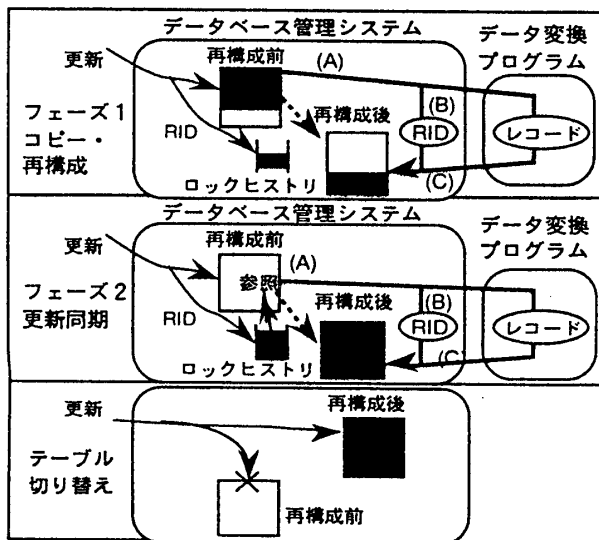 データベース管理システム
データ変換
プログラム
更新
再構成前
(A)
フェーズ1
コピー・
再構成
RID
再構成後
(B)
RID
レコード
(C)
ロックヒストリ
データベース管理システム
データ変換
プログラム
更新
再構成前
(A)
参照
フェーズ2
更新同期
RID
再構成後
(B)
RID
レコード
(C)
ロックヒストリ
更新
再構成後
テーブル
切り替え
再構成前